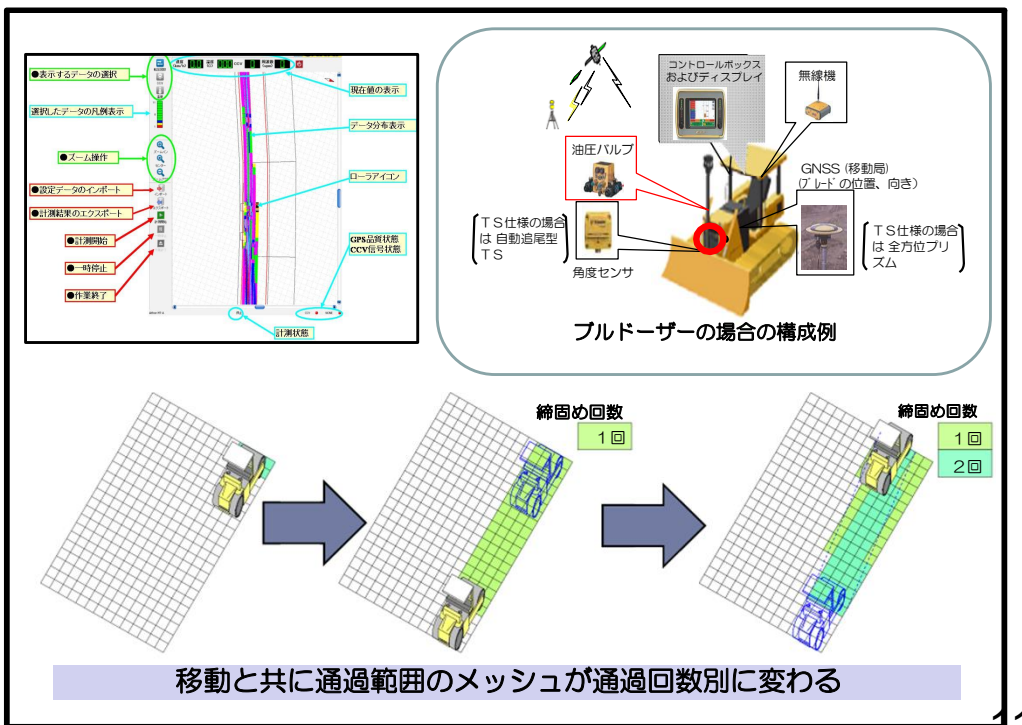 ●表示するデータの選択
選択したデータの凡例表示
●ズーム操作
●設定データのインポート
●計測結果のエクスポート
●計測開始
●一時停止
●作業終了
現在値の表示
データ分布表示
ローラアイコン
GPS品質状態
CCV信号状態
計測状態
コントロールボックス
およびディスプレイ
無線機
油圧バルブ
GNSS (移動局)
(ブレードの位置、向き)
TS仕様の場合
は 自動追尾型
TS
角度センサ
TS仕様の場合
は 全方位プリ
ズム
ブルドーザーの場合の構成例
締固め回数
1回
締固め回数
1回
2回
移動と共に通過範囲のメッシュが通過回数別に変わる